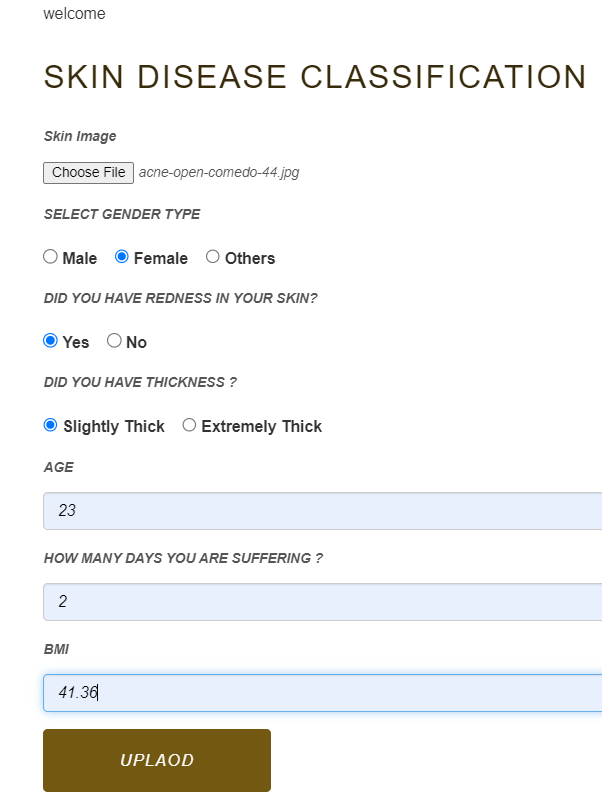 welcome
SKIN DISEASE CLASSIFICATION
Skin Image
Choose File acne-open-comedo-44.jpg
SELECT GENDER TYPE
Male Female Others
DID YOU HAVE REDNESS IN YOUR SKIN?
Yes No
DID YOU HAVE THICKNESS ?
Slightly Thick Extremely Thick
AGE
23
HOW MANY DAYS YOU ARE SUFFERING ?
2
BMI
41.36
UPLAOD